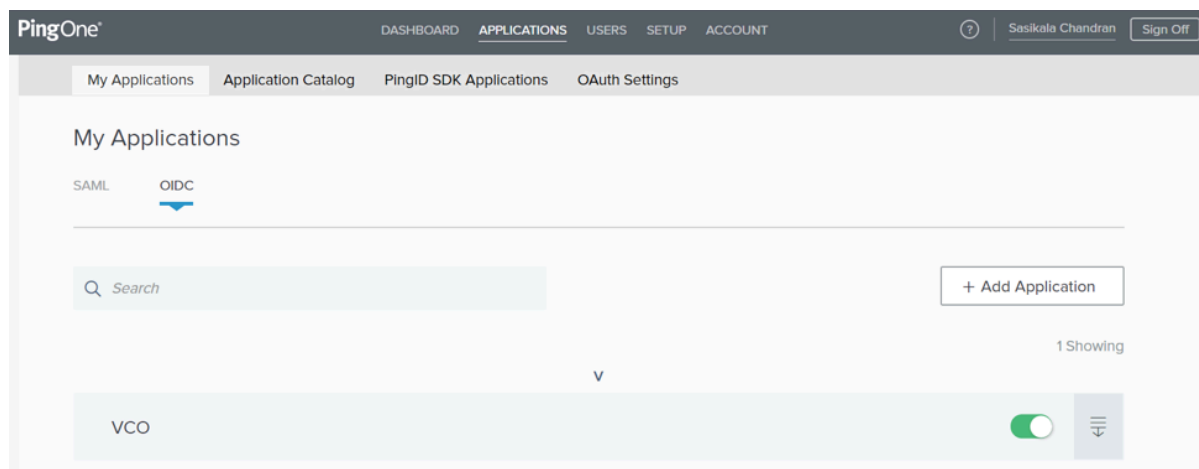 PingOne® DASHBOARD APPLICATIONS USERS SETUP ACCOUNT ? Sasikala Chandran Sign Off
My Applications Application Catalog PingID SDK Applications OAuth Settings
My Applications
SAML OIDC
Search + Add Application
1 Showing
V
VCO